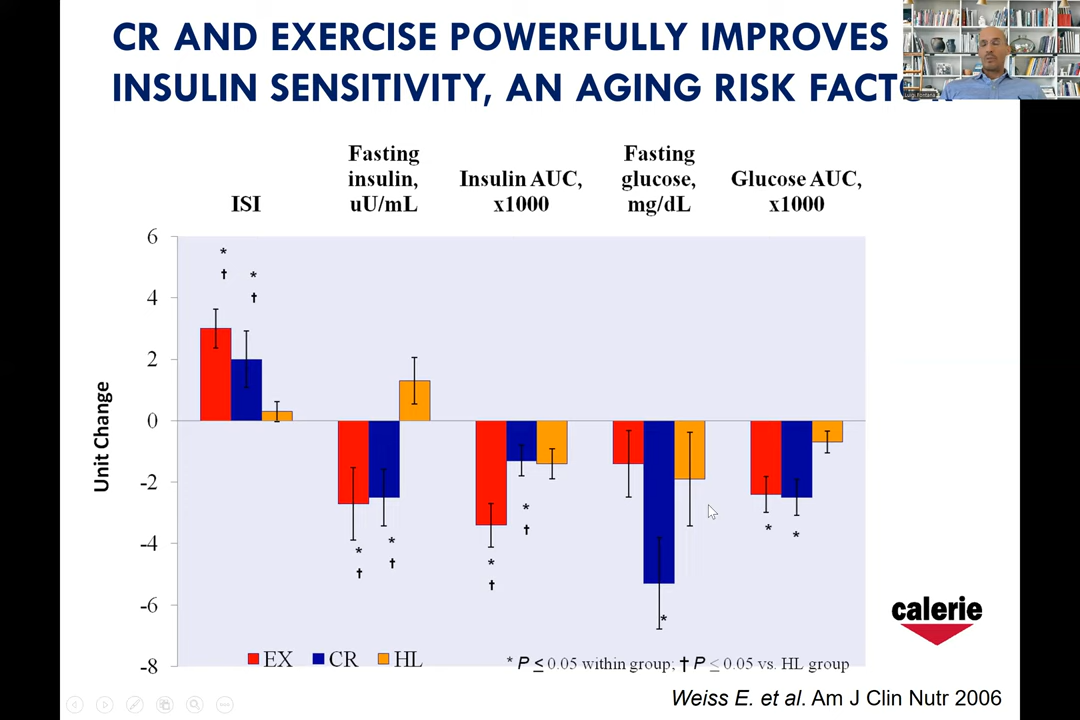 CR AND EXERCISE POWERFULLY IMPROVES
INSULIN SENSITIVITY, AN AGING RISK FACT
Luigi Fontana
ISI
Fasting
insulin,
uU/mL
Insulin AUC,
x1000
Fasting
glucose,
mg/dL
Glucose AUC,
x1000
6
4
2
0
-2
-4
-6
-8
Unit Change
*
†
*
†
*
†
*
†
*
†
*
†
*
*
*
EX CR HL
* P ≤ 0.05 within group; † P ≤ 0.05 vs. HL group
calerie
Weiss E. et al. Am J Clin Nutr 2006